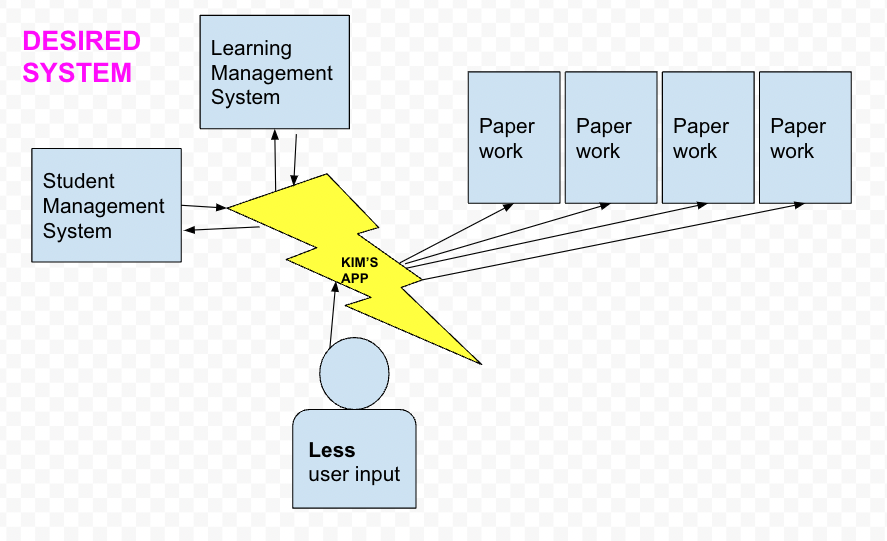 DESIRED
SYSTEM
Learning
Management
System
Student
Management
System
Paper
work
Paper
work
Paper
work
Paper
work
KIM'S
APP
Less
user input